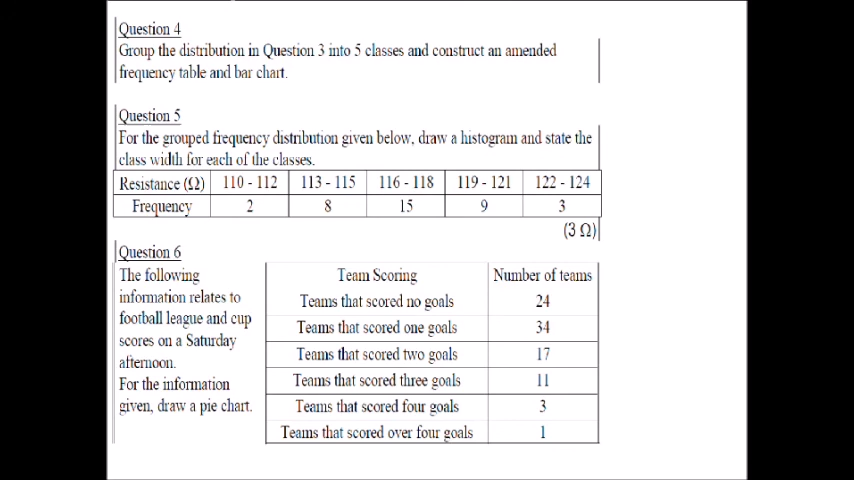 Question 4
Group the distribution in Question 3 into 5 classes and construct an amended
frequency table and bar chart.
Question 5
For the grouped frequency distribution given below, draw a histogram and state the
class width for each of the classes.
Resistance (Ω) 110 - 112 113 - 115 116 - 118 119 - 121 122 - 124
Frequency 2 8 15 9 3
(3 Ω)
Question 6
The following
information relates to
football league and cup
scores on a Saturday
afternoon.
For the information
given, draw a pie chart.
Team Scoring Number of teams
Teams that scored no goals 24
Teams that scored one goals 34
Teams that scored two goals 17
Teams that scored three goals 11
Teams that scored four goals 3
Teams that scored over four goals 1